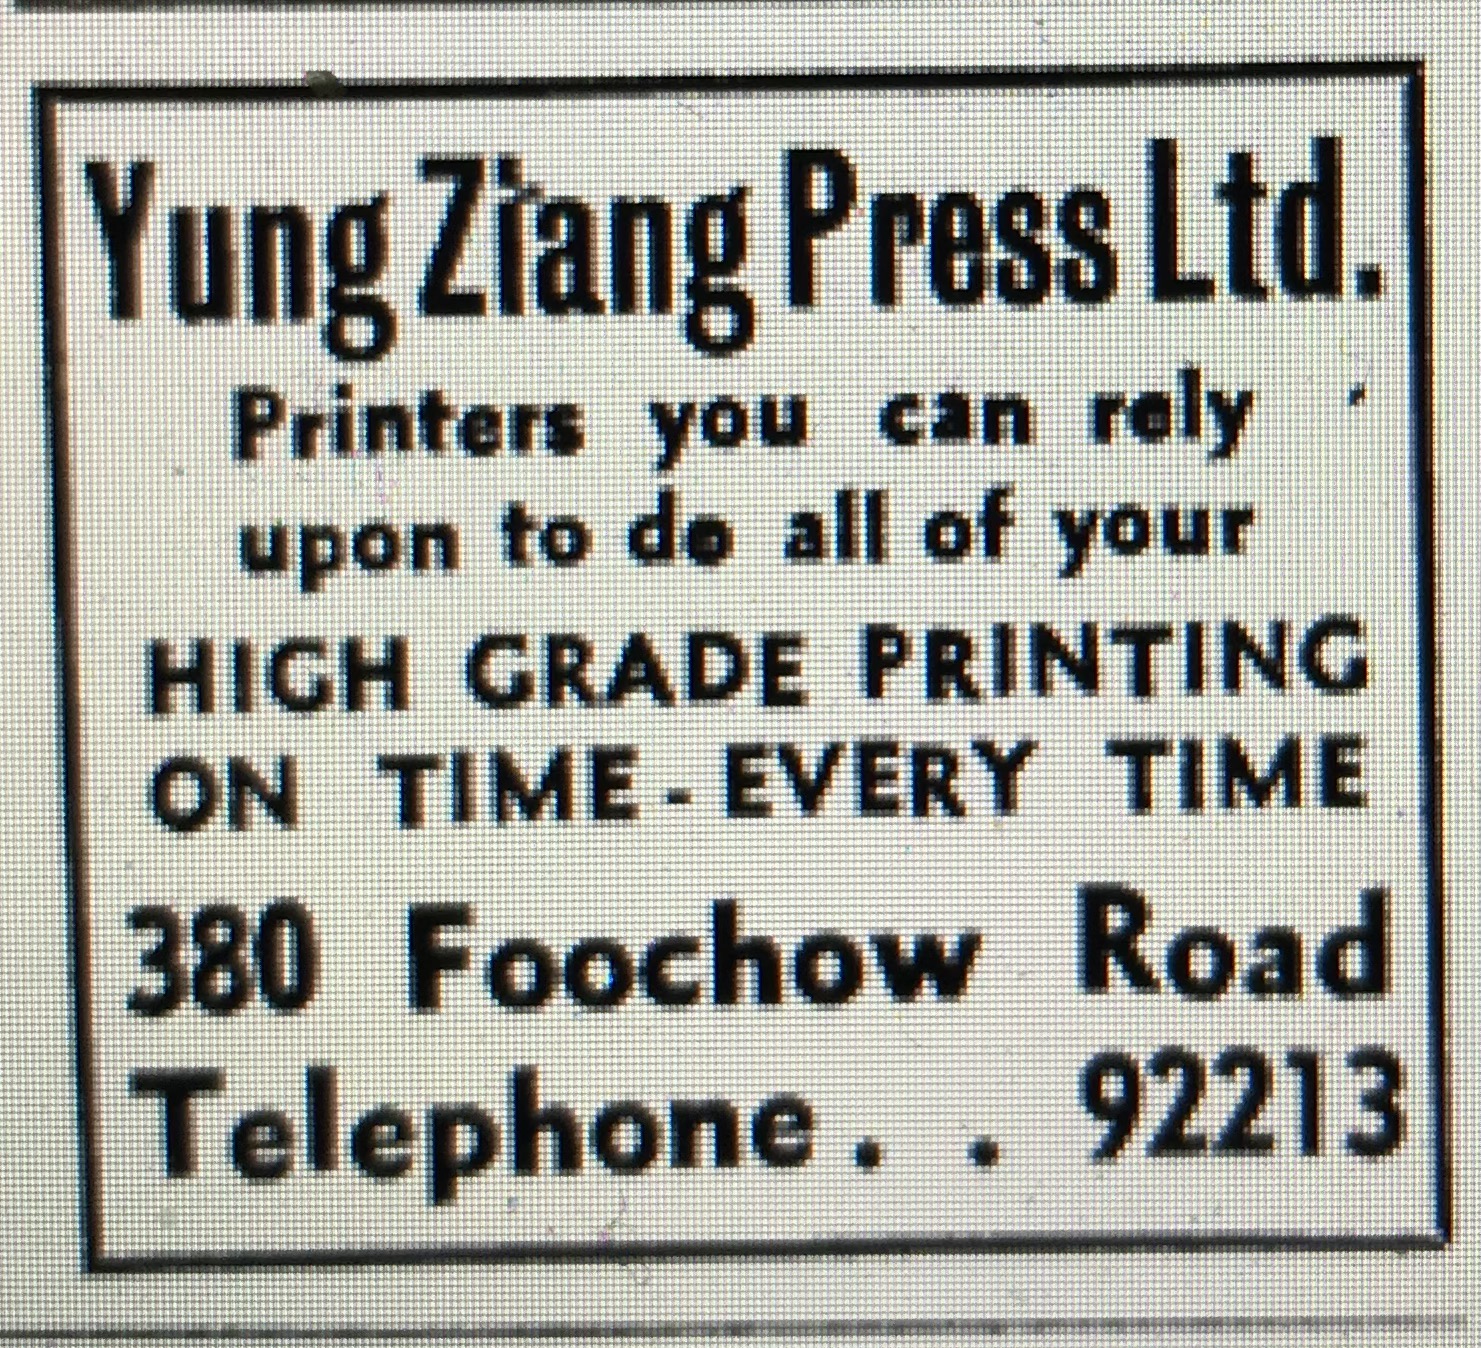 Yung Ziang Press Ltd.
Printers you can rely
upon to do all of your
HIGH GRADE PRINTING
ON TIME - EVERY TIME
380 Foochow Road
Telephone . . 92213